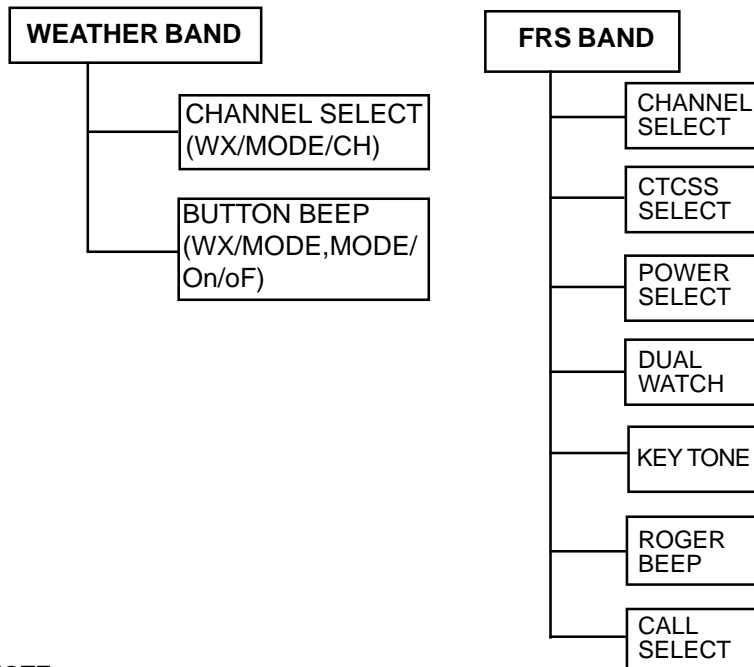 WEATHER BAND
CHANNEL SELECT
(WX/MODE/CH)
BUTTON BEEP
(WX/MODE,MODE/
On/oF)
FRS BAND
CHANNEL
SELECT
CTCSS
SELECT
POWER
SELECT
DUAL
WATCH
KEY TONE
ROGER
BEEP
CALL
SELECT